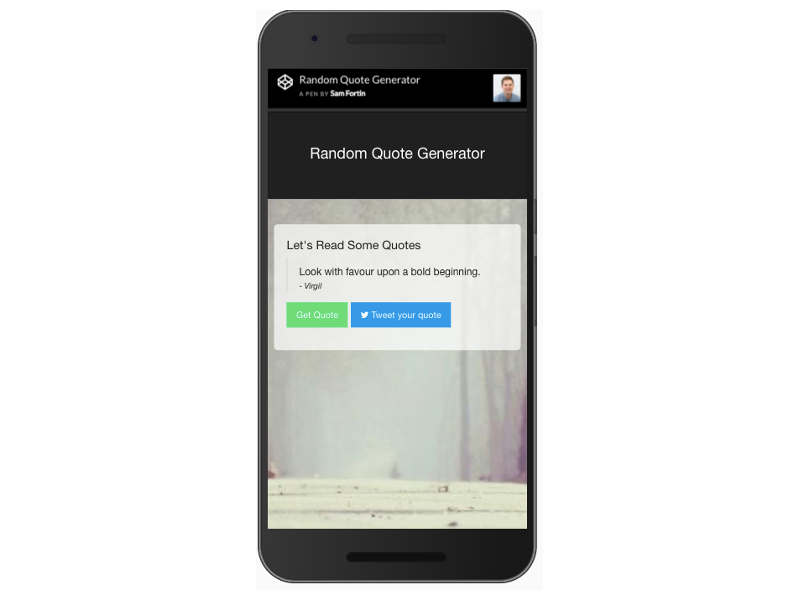 Random Quote Generator
A PEN BY Sam Fortin
Random Quote Generator
Let's Read Some Quotes
Look with favour upon a bold beginning.
- Virgil
Get Quote
Tweet your quote